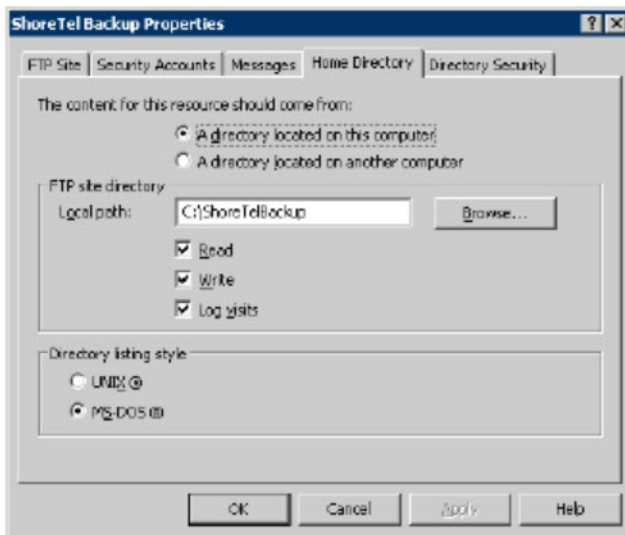 ShoreTel Backup Properties
FTP Site Security Accounts Messages Home Directory Directory Security
The content for this resource should come from:
A directory located on this computer
A directory located on another computer
FTP site directory
Local path: C:\ShoreTelBackup Browse...
Read
Write
Log visits
Directory listing style
UNIX ®
MS-DOS ®
OK Cancel Apply Help